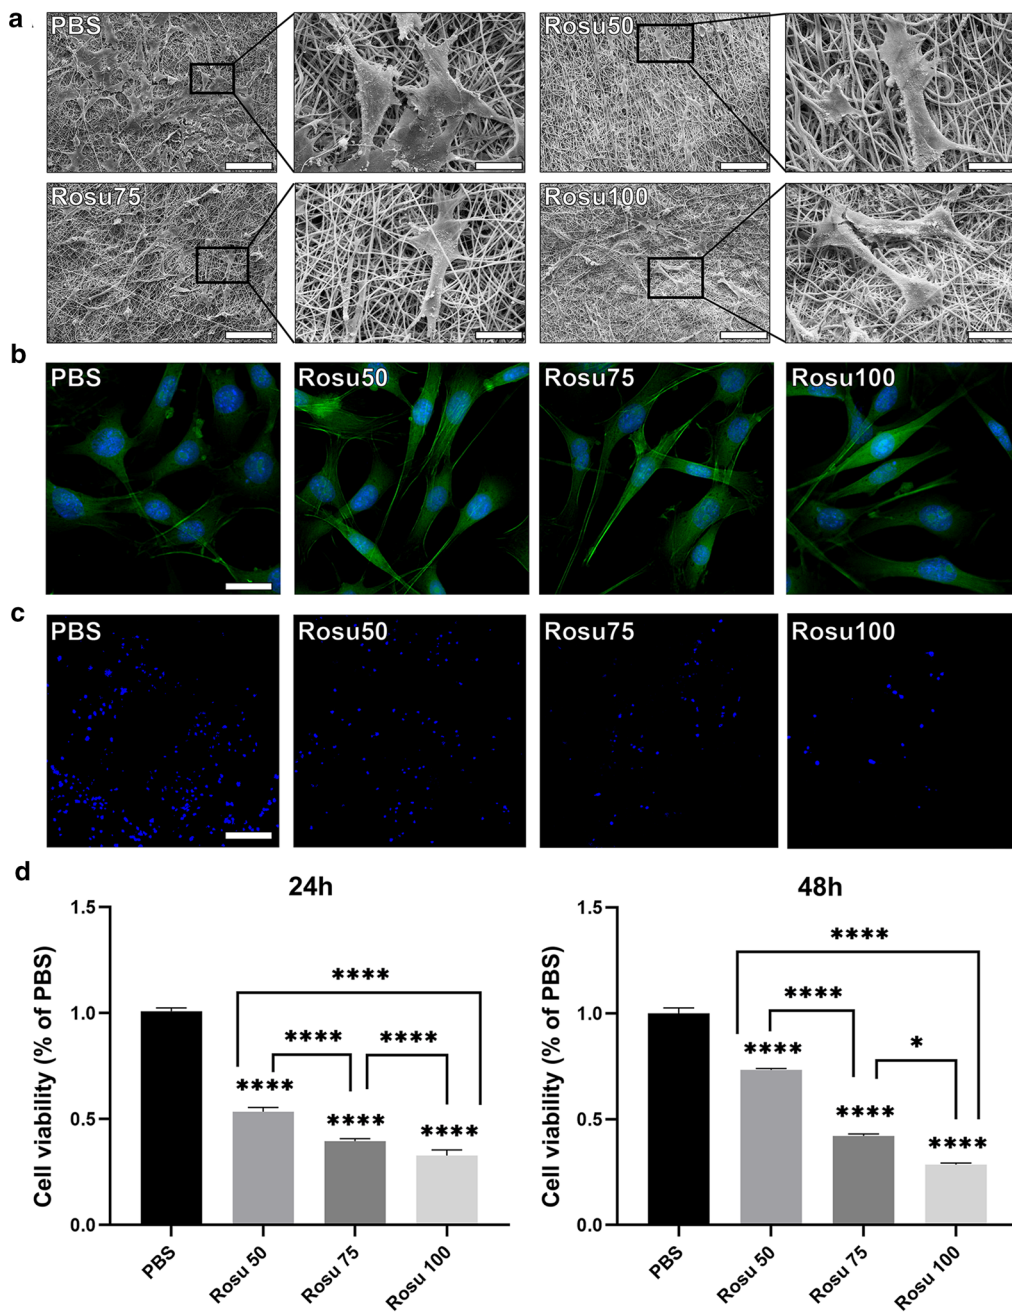 a
PBS
Rosu50
Rosu75
Rosu100
b
PBS
Rosu50
Rosu75
Rosu100
c
PBS
Rosu50
Rosu75
Rosu100
d
24h
Cell viability (% of PBS)
1.5
1.0
0.5
0.0
****
**** ****
****
****
****
PBS
Rosu 50
Rosu 75
Rosu 100
48h
Cell viability (% of PBS)
1.5
1.0
0.5
0.0
****
****
*
****
****
****
PBS
Rosu 50
Rosu 75
Rosu 100